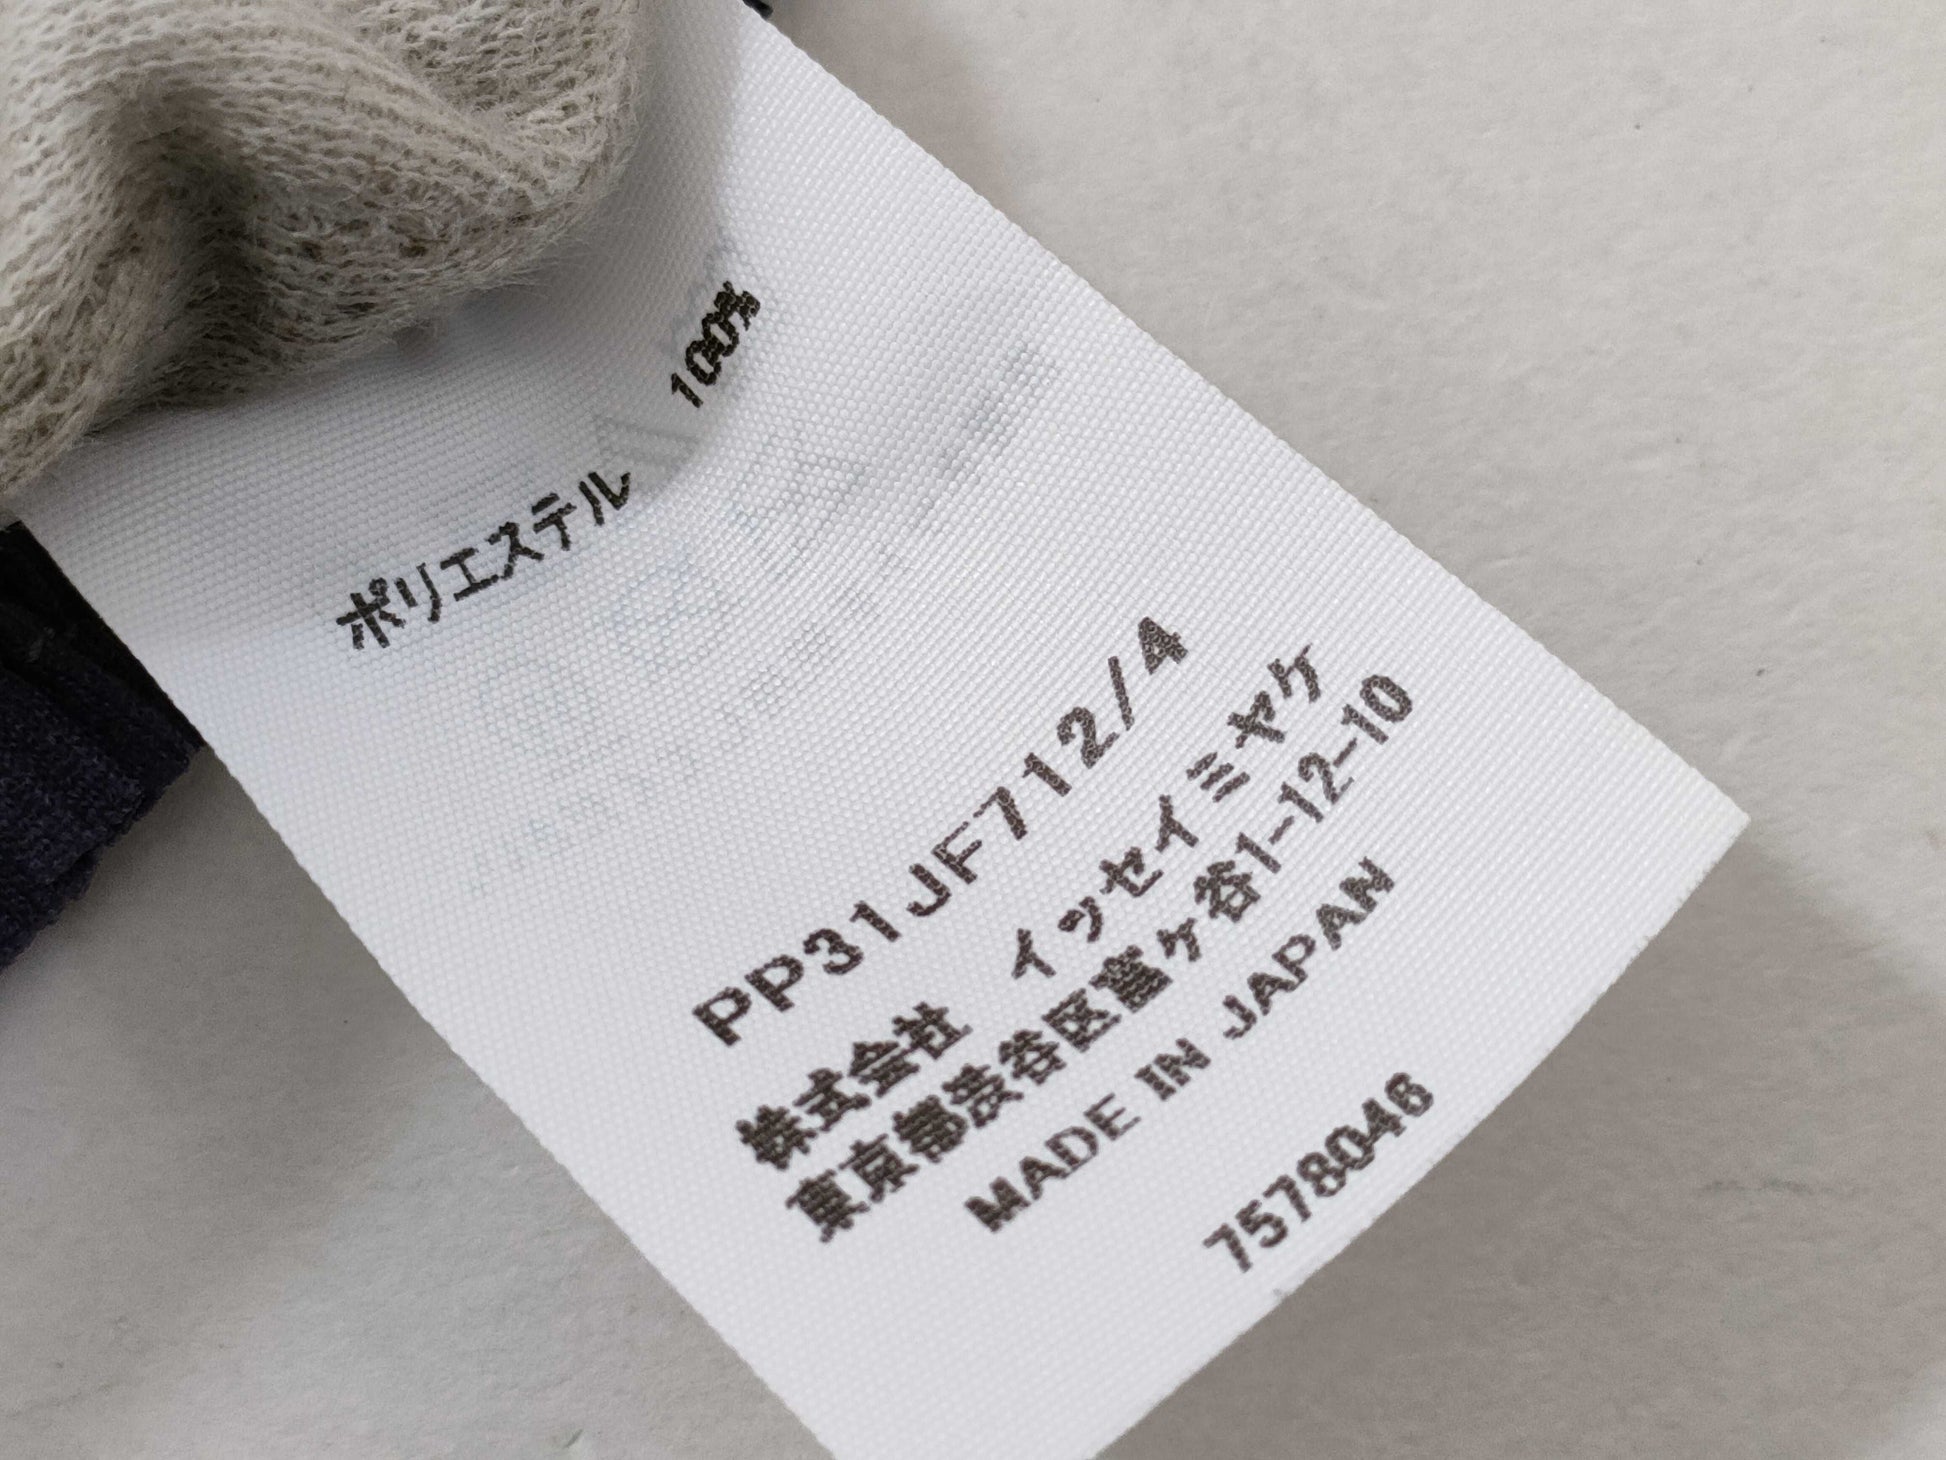 ポリエステル 100%
PP31JF712/4
株式会社 イッセイミヤケ
東京都渋谷区富ケ谷1-12-10
MADE IN JAPAN
7578046